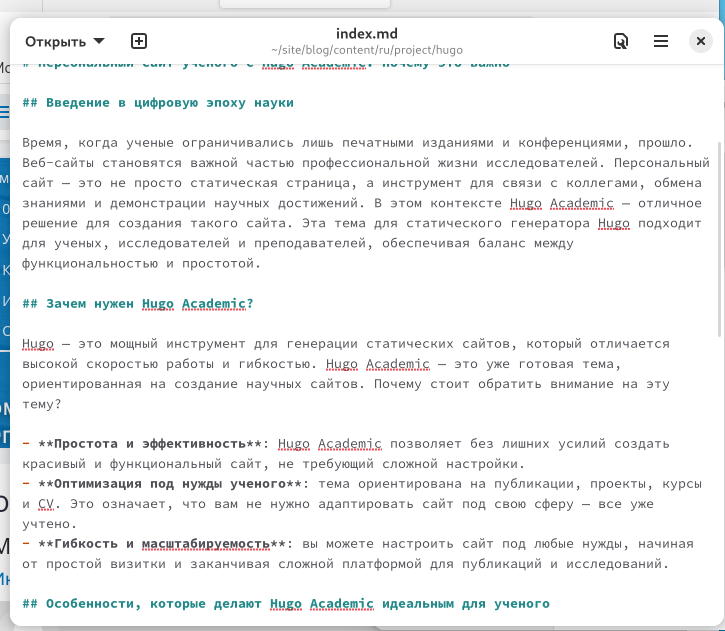 Открыть
index.md
~/site/blog/content/ru/project/hugo
# Персональный сайт ученого с Hugo Academic: почему это важно
## Введение в цифровую эпоху науки
Время, когда ученые ограничивались лишь печатными изданиями и конференциями, прошло.
Веб-сайты становятся важной частью профессиональной жизни исследователей. Персональный
сайт — это не просто статическая страница, а инструмент для связи с коллегами, обмена
знаниями и демонстрации научных достижений. В этом контексте Hugo Academic — отличное
решение для создания такого сайта. Эта тема для статического генератора Hugo подходит
для ученых, исследователей и преподавателей, обеспечивая баланс между
функциональностью и простотой.
## Зачем нужен Hugo Academic?
Hugo — это мощный инструмент для генерации статических сайтов, который отличается
высокой скоростью работы и гибкостью. Hugo Academic — это уже готовая тема,
ориентированная на создание научных сайтов. Почему стоит обратить внимание на эту
тему?
- **Простота и эффективность**: Hugo Academic позволяет без лишних усилий создать
красивый и функциональный сайт, не требующий сложной настройки.
- **Оптимизация под нужды ученого**: тема ориентирована на публикации, проекты, курсы
и CV. Это означает, что вам не нужно адаптировать сайт под свою сферу — все уже
учтено.
- **Гибкость и масштабируемость**: вы можете настроить сайт под любые нужды, начиная
от простой визитки и заканчивая сложной платформой для публикаций и исследований.
## Особенности, которые делают Hugo Academic идеальным для ученого